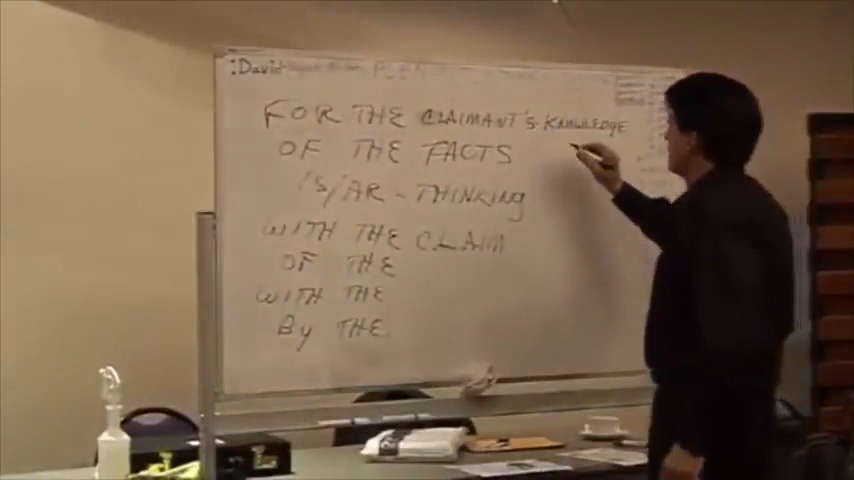 :David
FOR THE CLAIMANT'S-KNOWLEDGE
OF THE FACTS
IS/AR-THINKING
WITH THE CLAIM
OF THE
WITH THE
BY THE